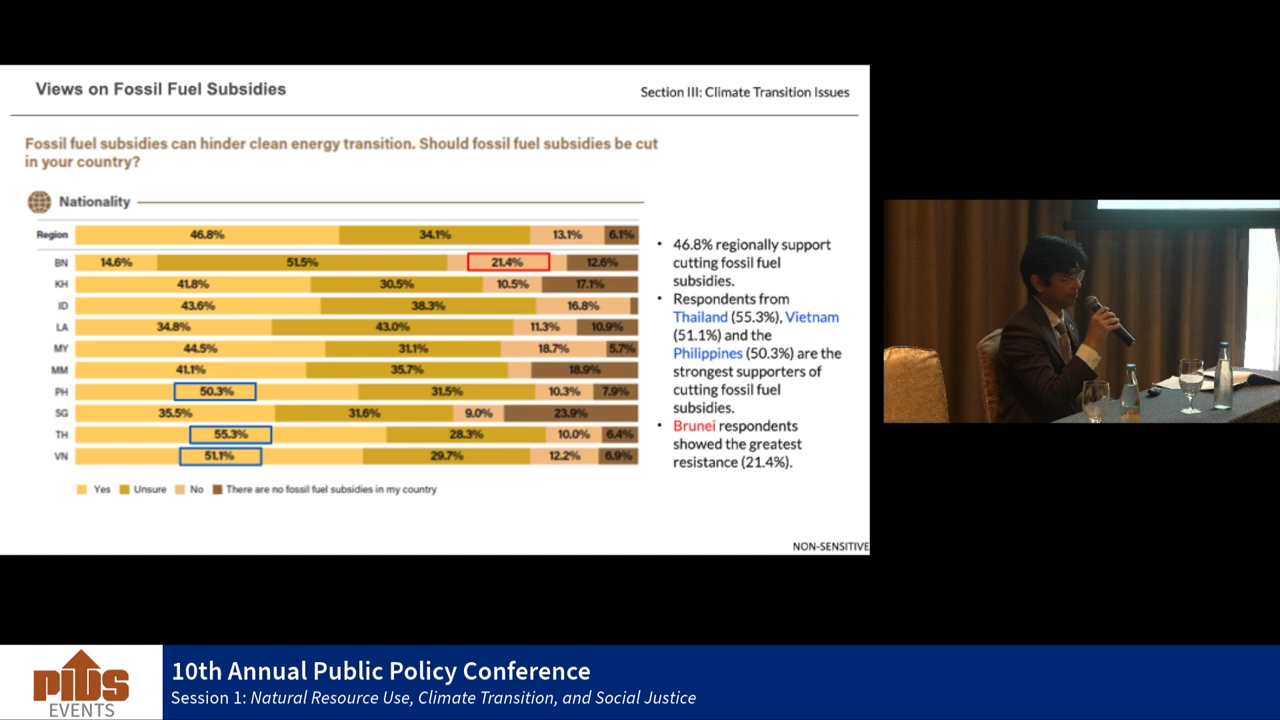 Views on Fossil Fuel Subsidies
Section III: Climate Transition Issues
Fossil fuel subsidies can hinder clean energy transition. Should fossil fuel subsidies be cut
in your country?
Nationality
Region 46.8% 34.1% 13.1% 6.1%
BN 14.6% 51.5% 21.4% 12.6%
KH 41.8% 30.5% 10.5% 17.1%
ID 43.6% 38.3% 16.8%
LA 34.8% 43.0% 11.3% 10.9%
MY 44.5% 31.1% 18.7% 5.7%
MM 41.1% 35.7% 18.9%
PH 50.3% 31.5% 10.3% 7.9%
SG 35.5% 31.6% 9.0% 23.9%
TH 55.3% 28.3% 10.0% 6.4%
VN 51.1% 29.7% 12.2% 6.9%
Yes Unsure No There are no fossil fuel subsidies in my country
• 46.8% regionally support
cutting fossil fuel
subsidies.
• Respondents from
Thailand (55.3%), Vietnam
(51.1%) and the
Philippines (50.3%) are the
strongest supporters of
cutting fossil fuel
subsidies.
• Brunei respondents
showed the greatest
resistance (21.4%).
NON-SENSITIVE
PIDS
EVENTS
10th Annual Public Policy Conference
Session 1: Natural Resource Use, Climate Transition, and Social Justice